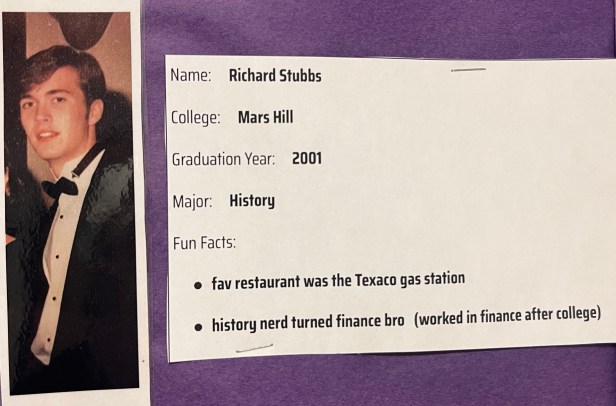 Name: Richard Stubbs
College: Mars Hill
Graduation Year: 2001
Major: History
Fun Facts:
• fav restaurant was the Texaco gas station
• history nerd turned finance bro (worked in finance after college)